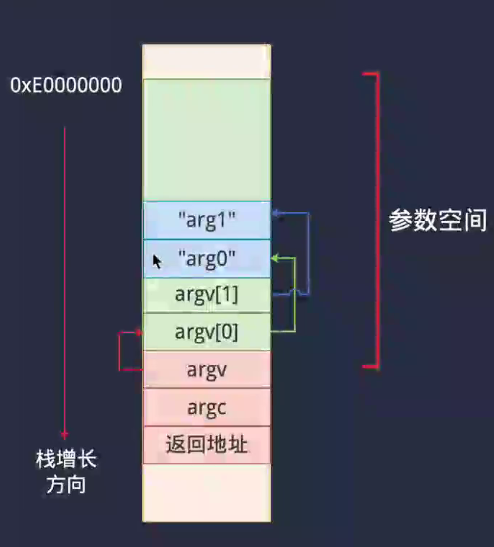 0xE0000000
"arg1"
参数空间
"arg0"
argv[1]
argv[0]
argv
argc
返回地址
栈增长
方向